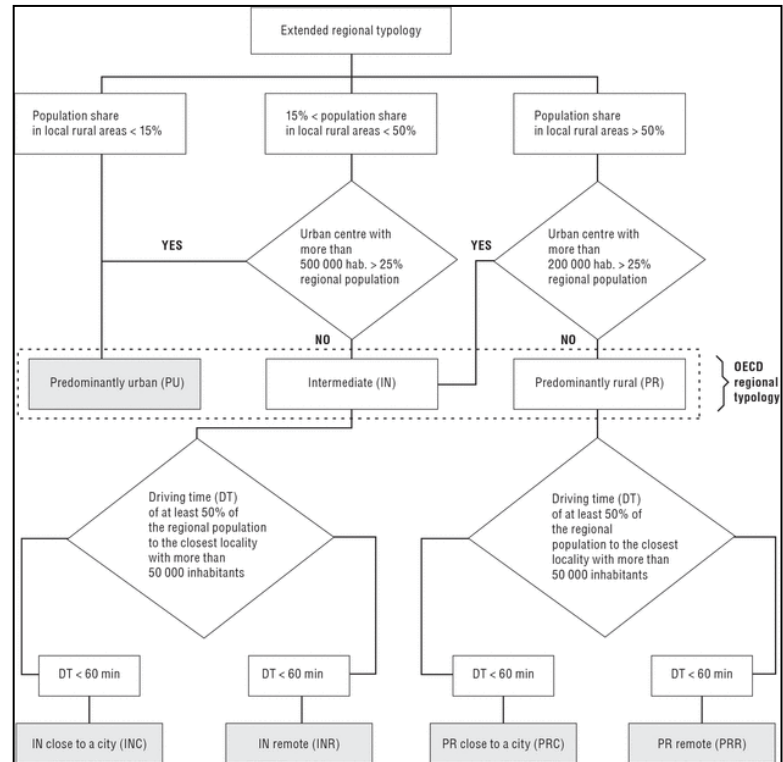 Extended regional typology
Population share
in local rural areas < 15%
15% < population share
in local rural areas < 50%
Population share
in local rural areas > 50%
YES
Urban centre with
more than
500 000 hab. > 25%
regional population
YES
Urban centre with
more than
200 000 hab. > 25%
regional population
NO
NO
Predominantly urban (PU)
Intermediate (IN)
Predominantly rural (PR)
OECD
regional
typology
Driving time (DT)
of at least 50% of
the regional population
to the closest locality
with more than
50 000 inhabitants
Driving time (DT)
of at least 50% of
the regional
population to the closest
locality with more than
50 000 inhabitants
DT < 60 min
DT < 60 min
DT < 60 min
DT < 60 min
IN close to a city (INC)
IN remote (INR)
PR close to a city (PRC)
PR remote (PRR)